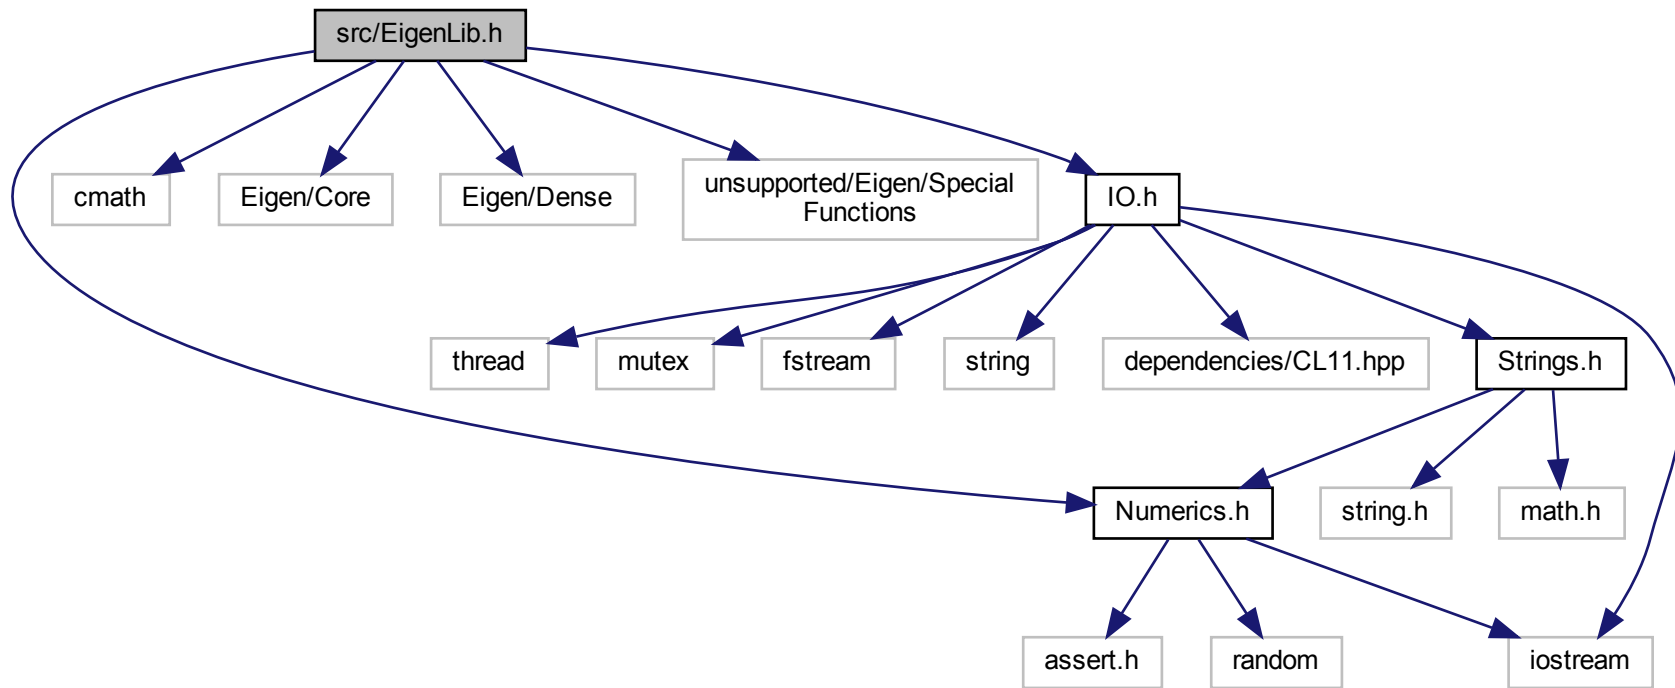 src/EigenLib.h
cmath
Eigen/Core
Eigen/Dense
unsupported/Eigen/Special
Functions
IO.h
thread
mutex
fstream
string
dependencies/CL11.hpp
Strings.h
Numerics.h
string.h
math.h
assert.h
random
iostream